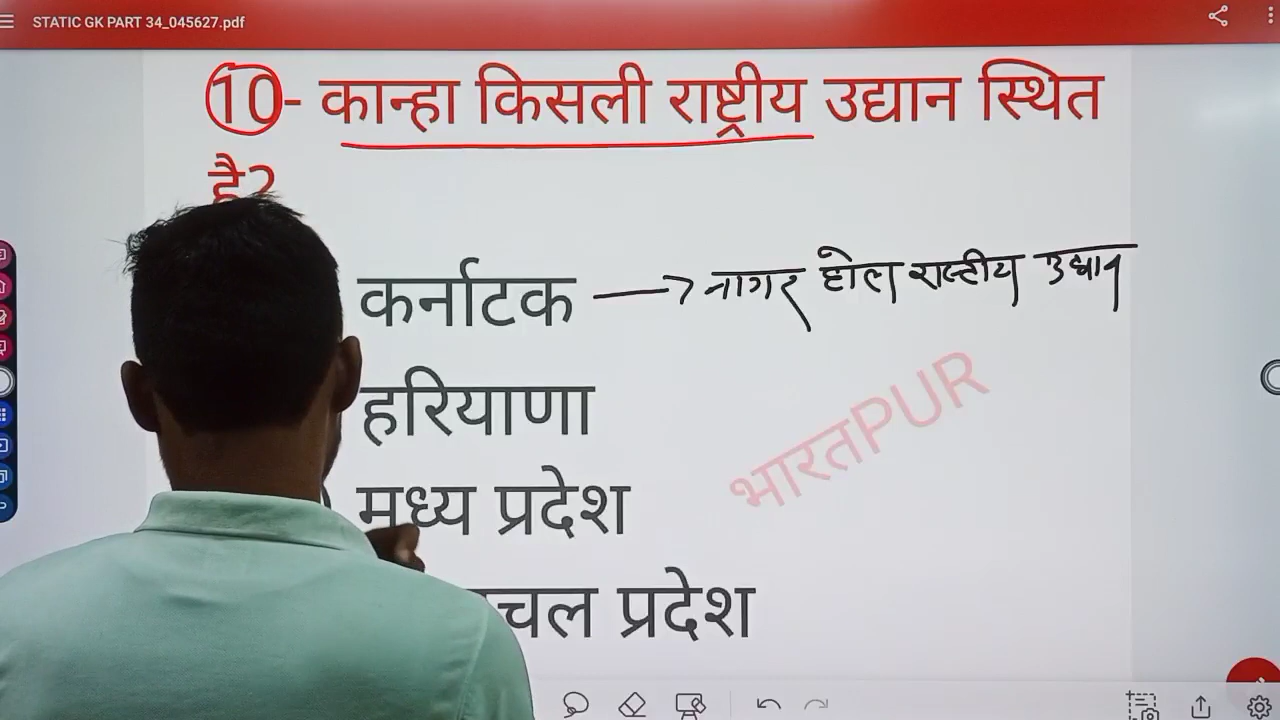 STATIC GK PART 34_045627.pdf
10- कान्हा किसली राष्ट्रीय उद्यान स्थित
है?
कर्नाटक → नागर होल राष्ट्रीय उद्यान
हरियाणा
मध्य प्रदेश
चल प्रदेश
भारतPUR